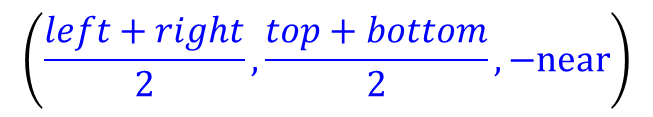 (left + right / 2, top + bottom / 2, −near)